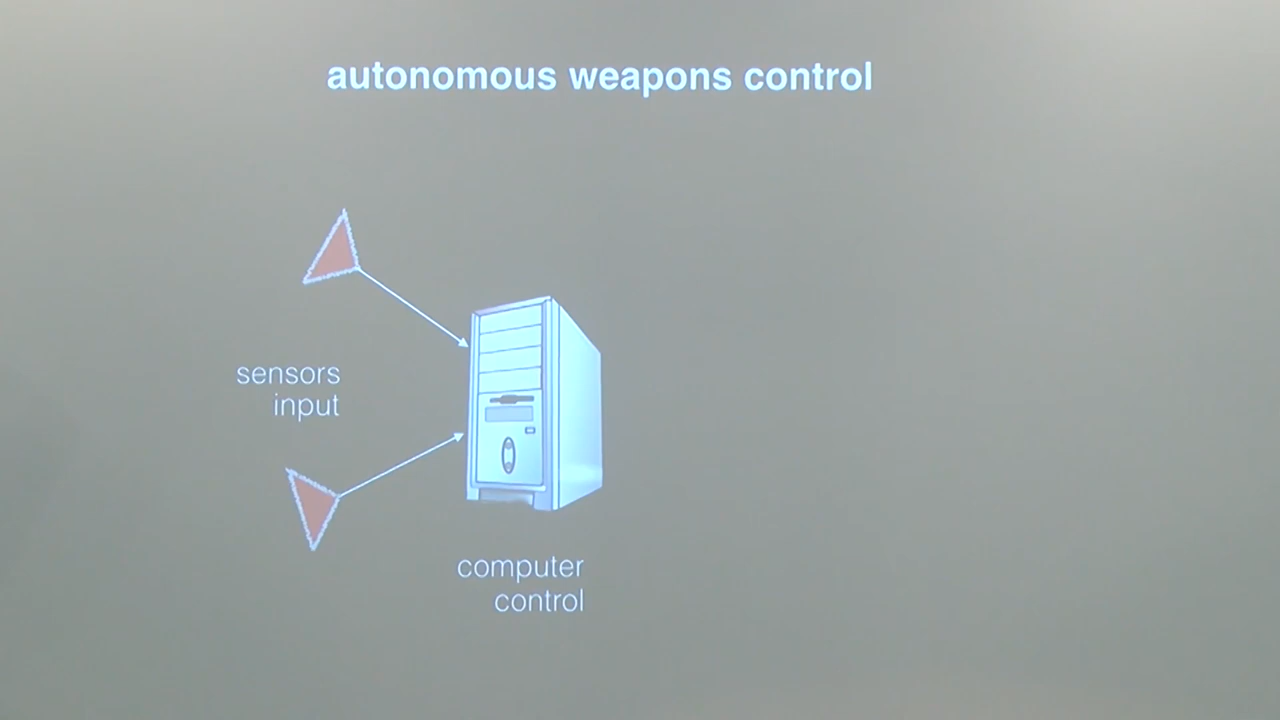 autonomous weapons control
sensors
input
computer
control